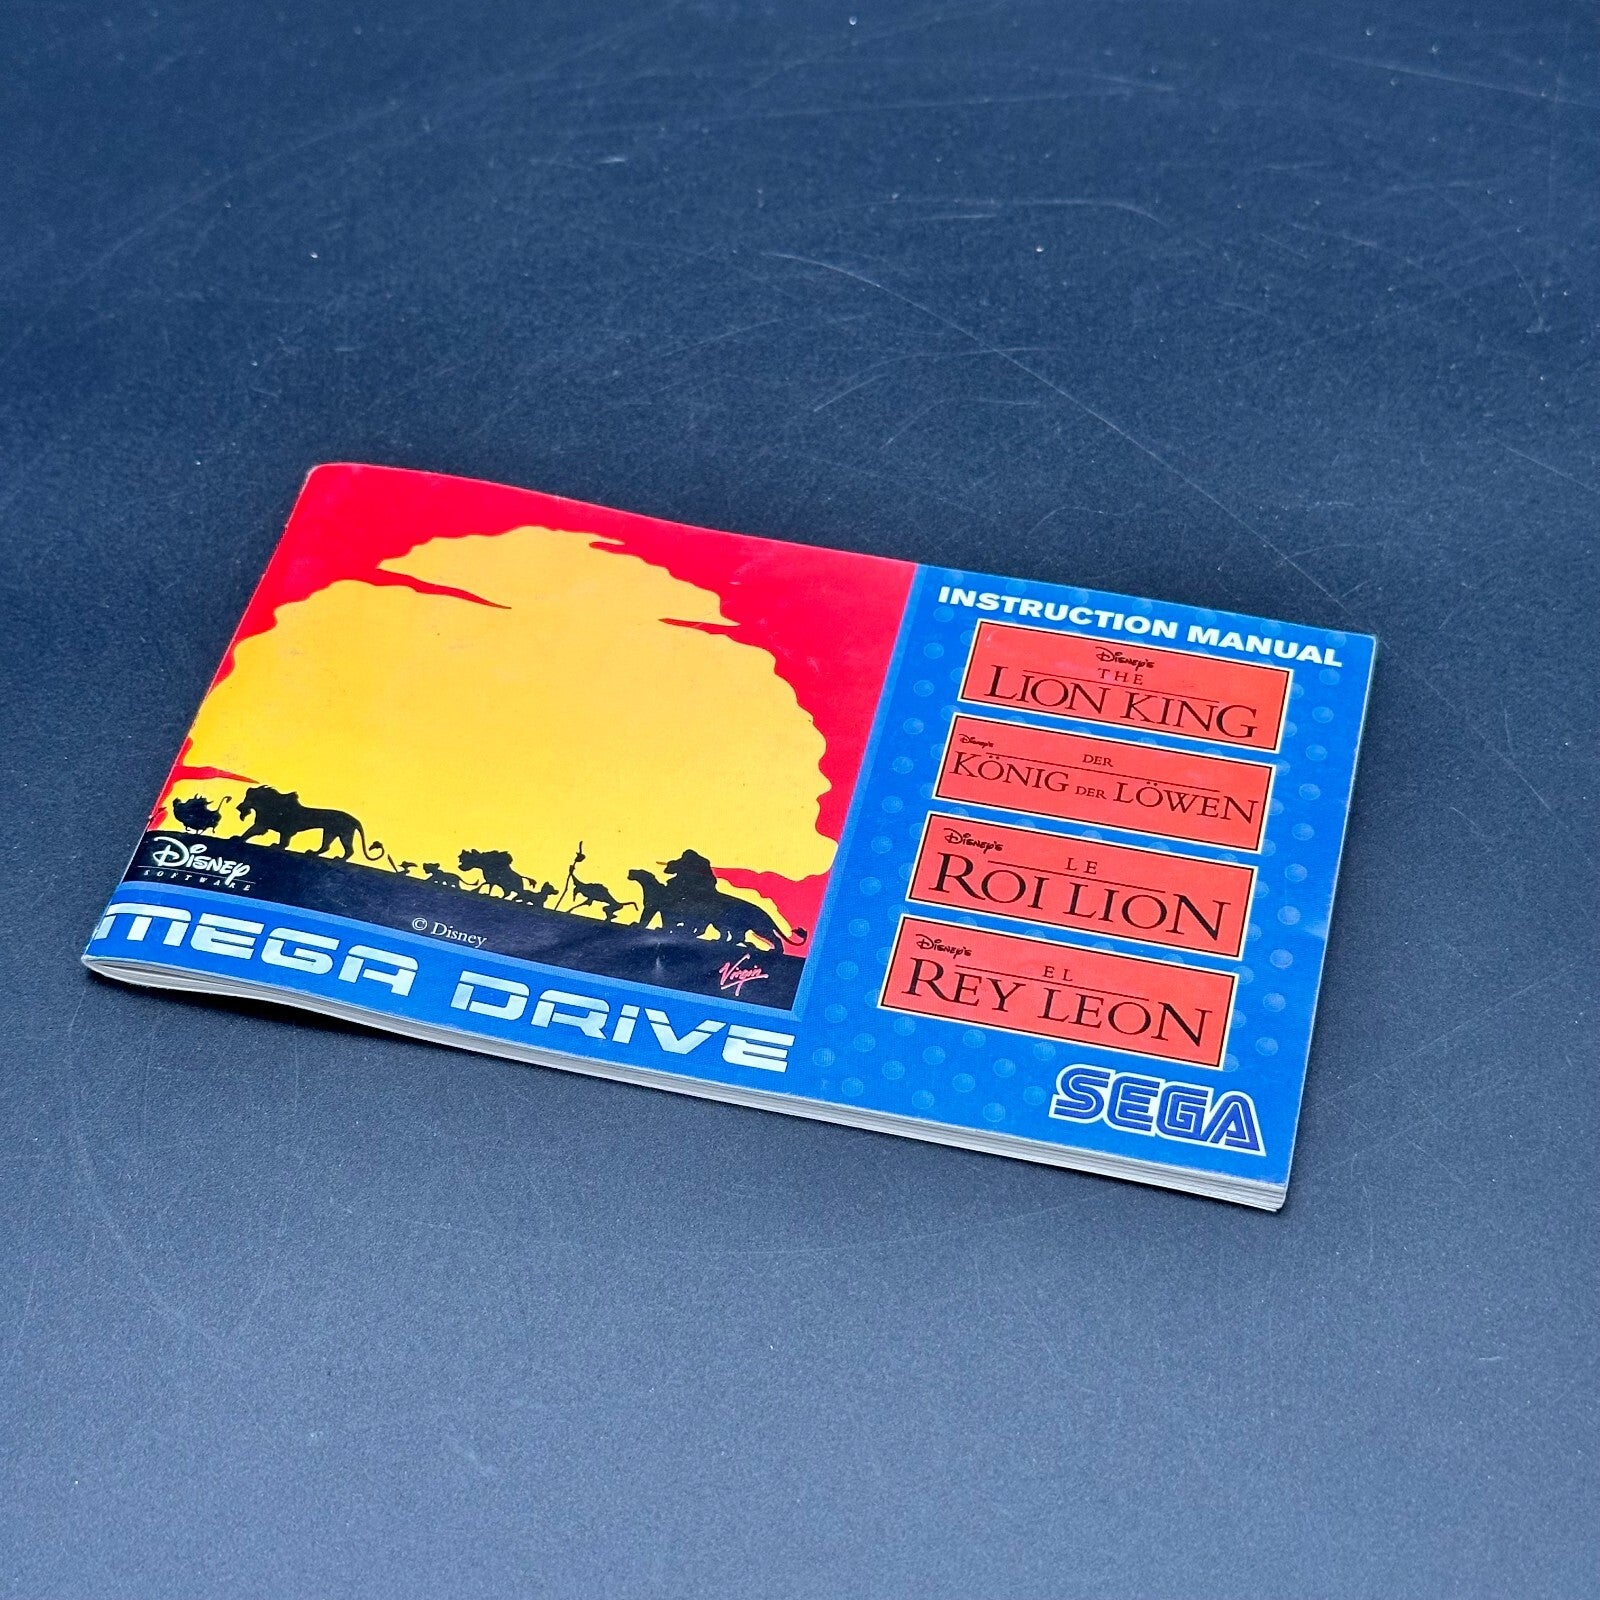 INSTRUCTION MANUAL
Disney's
THE
LION KING
Disney's
DER
KÖNIG DER LÖWEN
Disney's
LE
ROI LION
Disney's
EL
REY LEON
SEGA
Disney
SOFTWARE
© Disney
Virgin
MEGA DRIVE